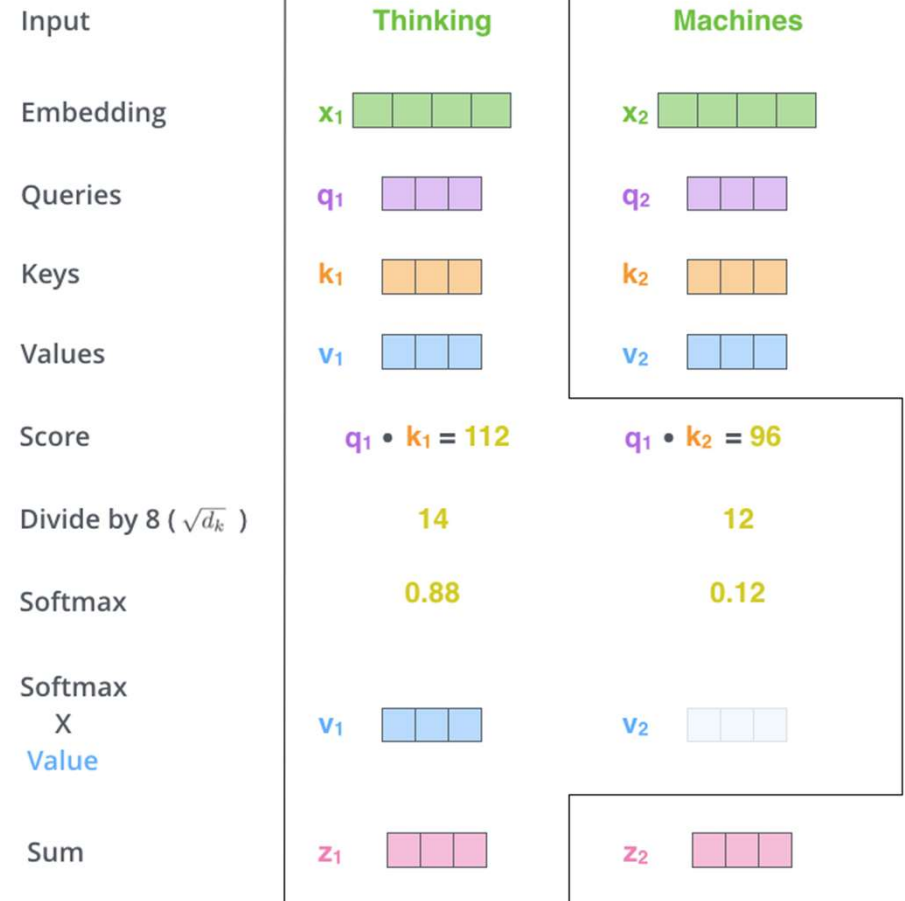 Input Thinking Machines
Embedding x₁ x₂
Queries q₁ q₂
Keys k₁ k₂
Values v₁ v₂
Score q₁ • k₁ = 112 q₁ • k₂ = 96
Divide by 8 ( √dₖ ) 14 12
Softmax 0.88 0.12
Softmax
X
Value v₁ v₂
Sum z₁ z₂